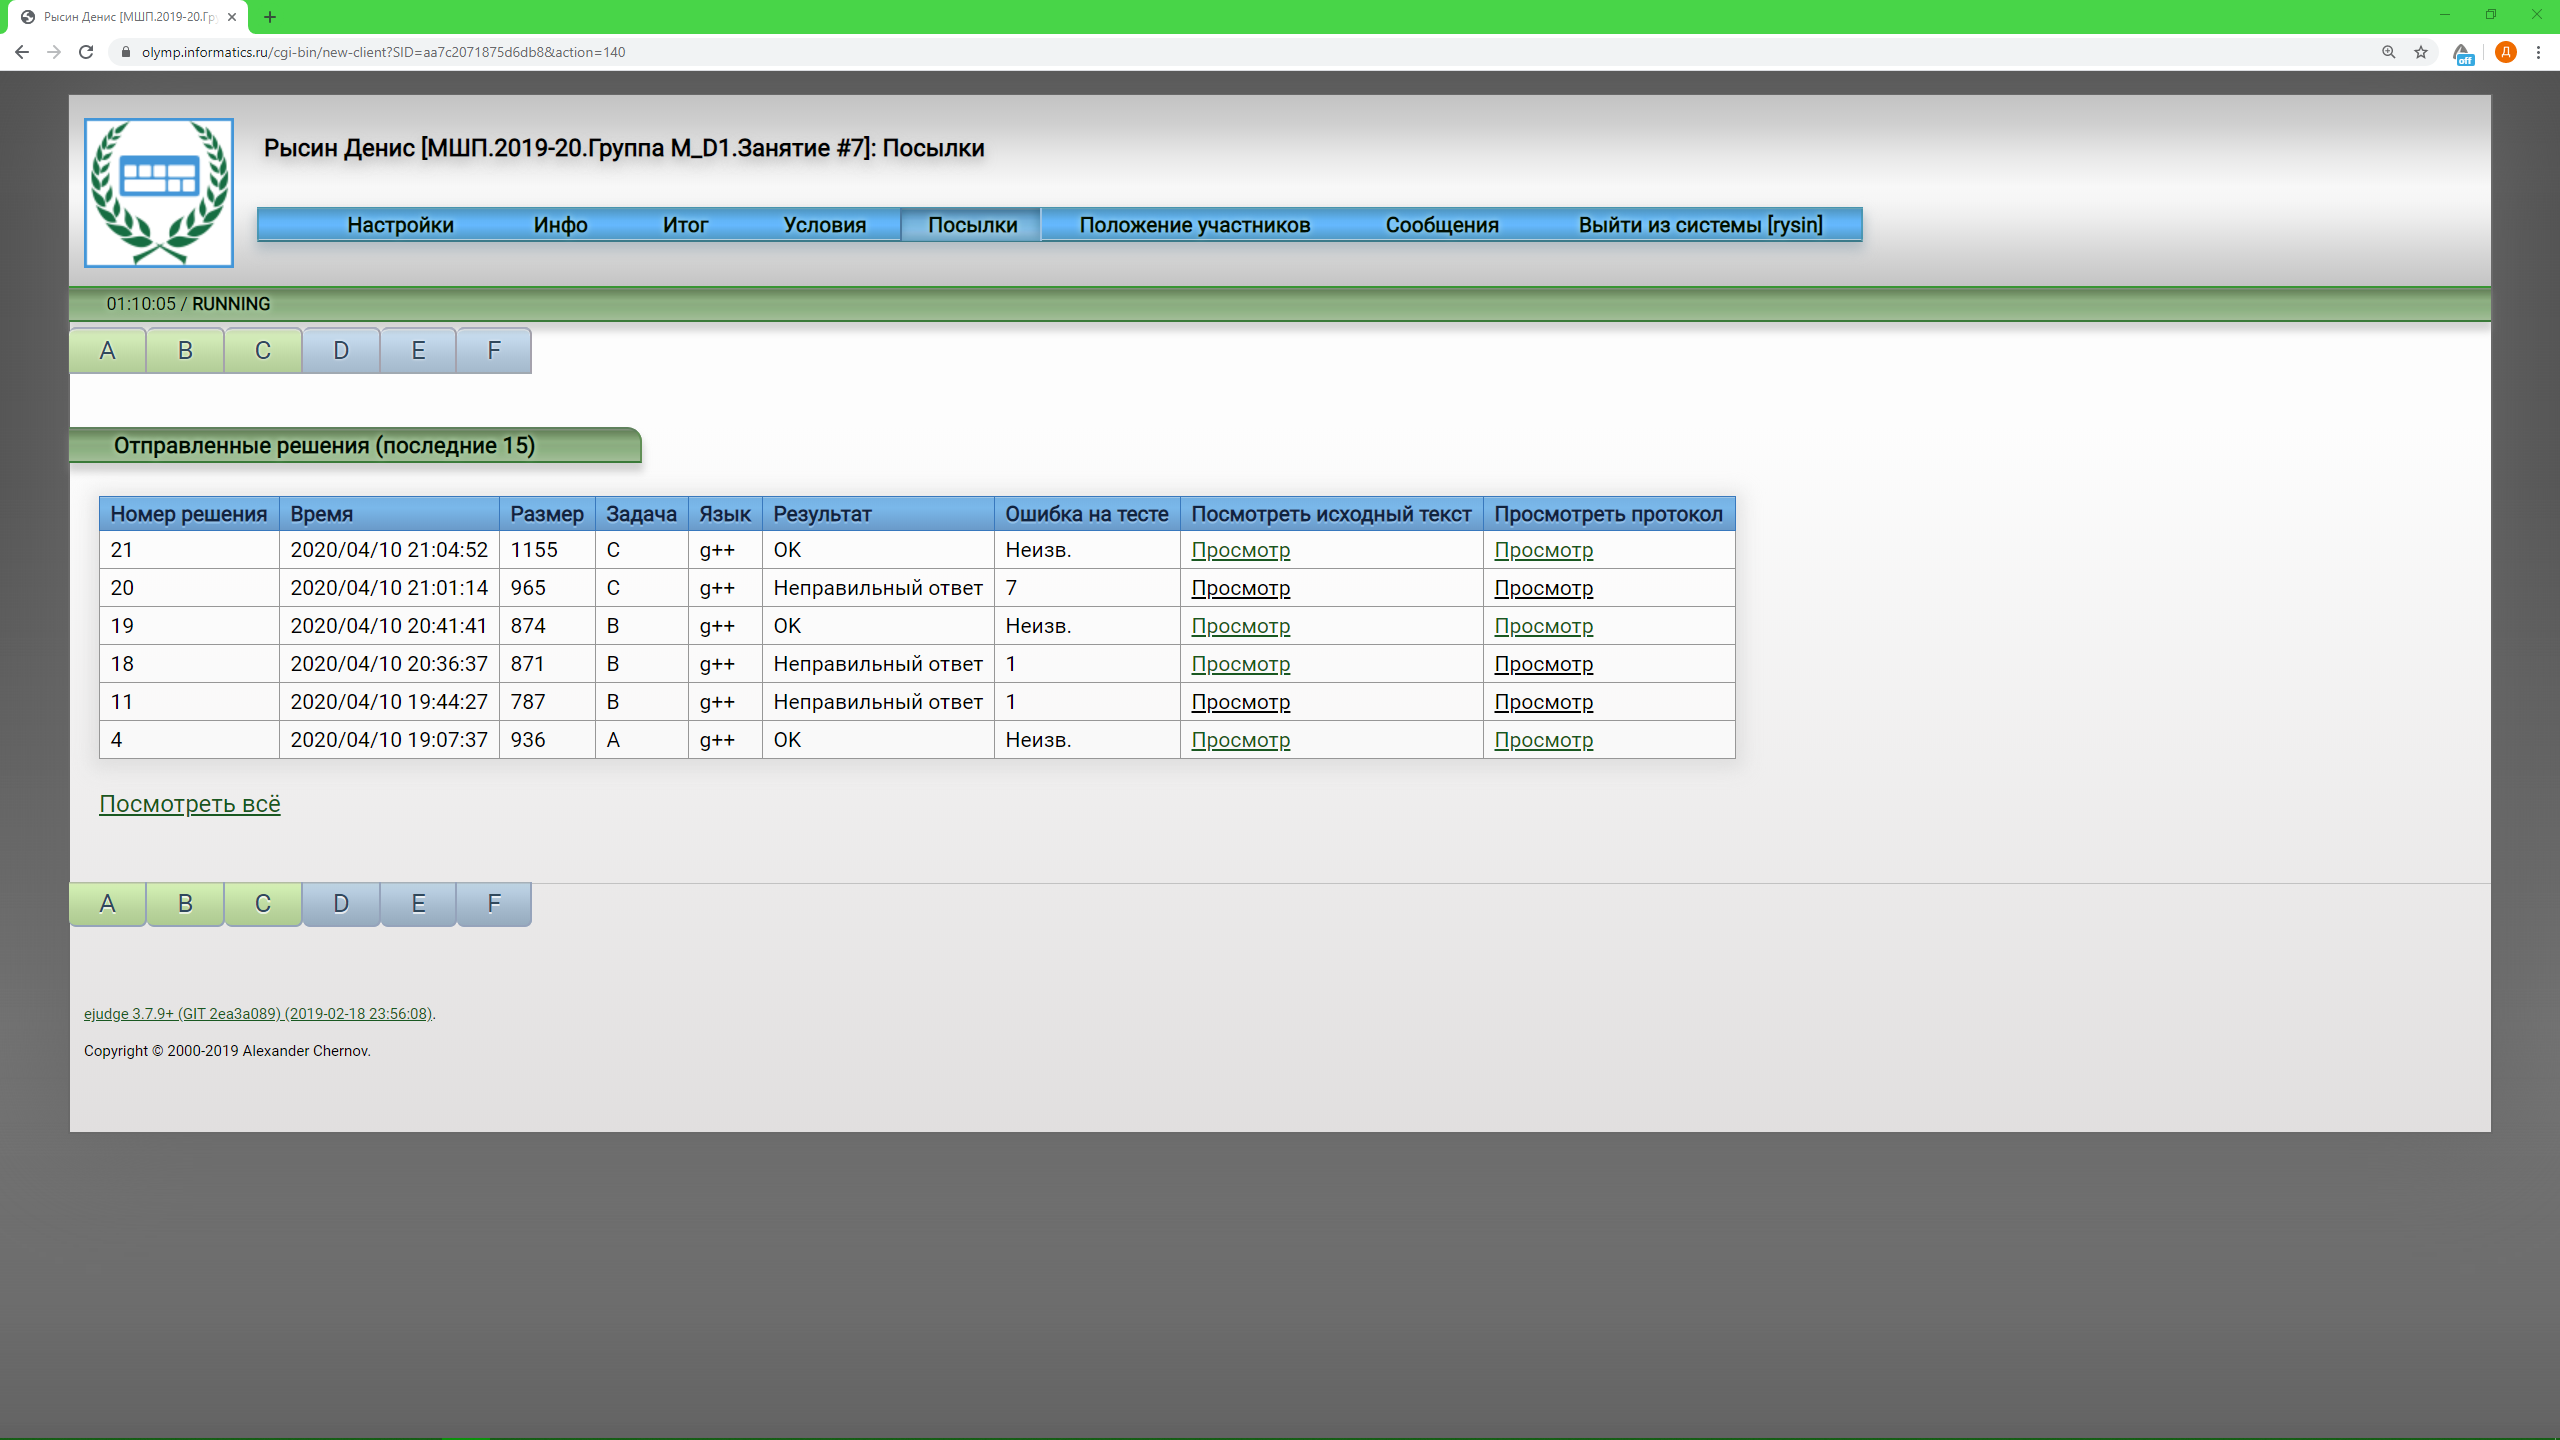 Рысин Денис [МШП.2019-20.Гр
olymp.informatics.ru/cgi-bin/new-client?SID=aa7c2071875d6db8&action=140
off
Д
Рысин Денис [МШП.2019-20.Группа M_D1.Занятие #7]: Посылки
Настройки Инфо Итог Условия Посылки Положение участников Сообщения Выйти из системы [rysin]
01:10:05 / RUNNING
A B C D E F
Отправленные решения (последние 15)
Номер решения Время Размер Задача Язык Результат Ошибка на тесте Посмотреть исходный текст Просмотреть протокол
21 2020/04/10 21:04:52 1155 C g++ OK Неизв. Просмотр Просмотр
20 2020/04/10 21:01:14 965 C g++ Неправильный ответ 7 Просмотр Просмотр
19 2020/04/10 20:41:41 874 B g++ OK Неизв. Просмотр Просмотр
18 2020/04/10 20:36:37 871 B g++ Неправильный ответ 1 Просмотр Просмотр
11 2020/04/10 19:44:27 787 B g++ Неправильный ответ 1 Просмотр Просмотр
4 2020/04/10 19:07:37 936 A g++ OK Неизв. Просмотр Просмотр
Посмотреть всё
A B C D E F
ejudge 3.7.9+ (GIT 2ea3a089) (2019-02-18 23:56:08).
Copyright © 2000-2019 Alexander Chernov.